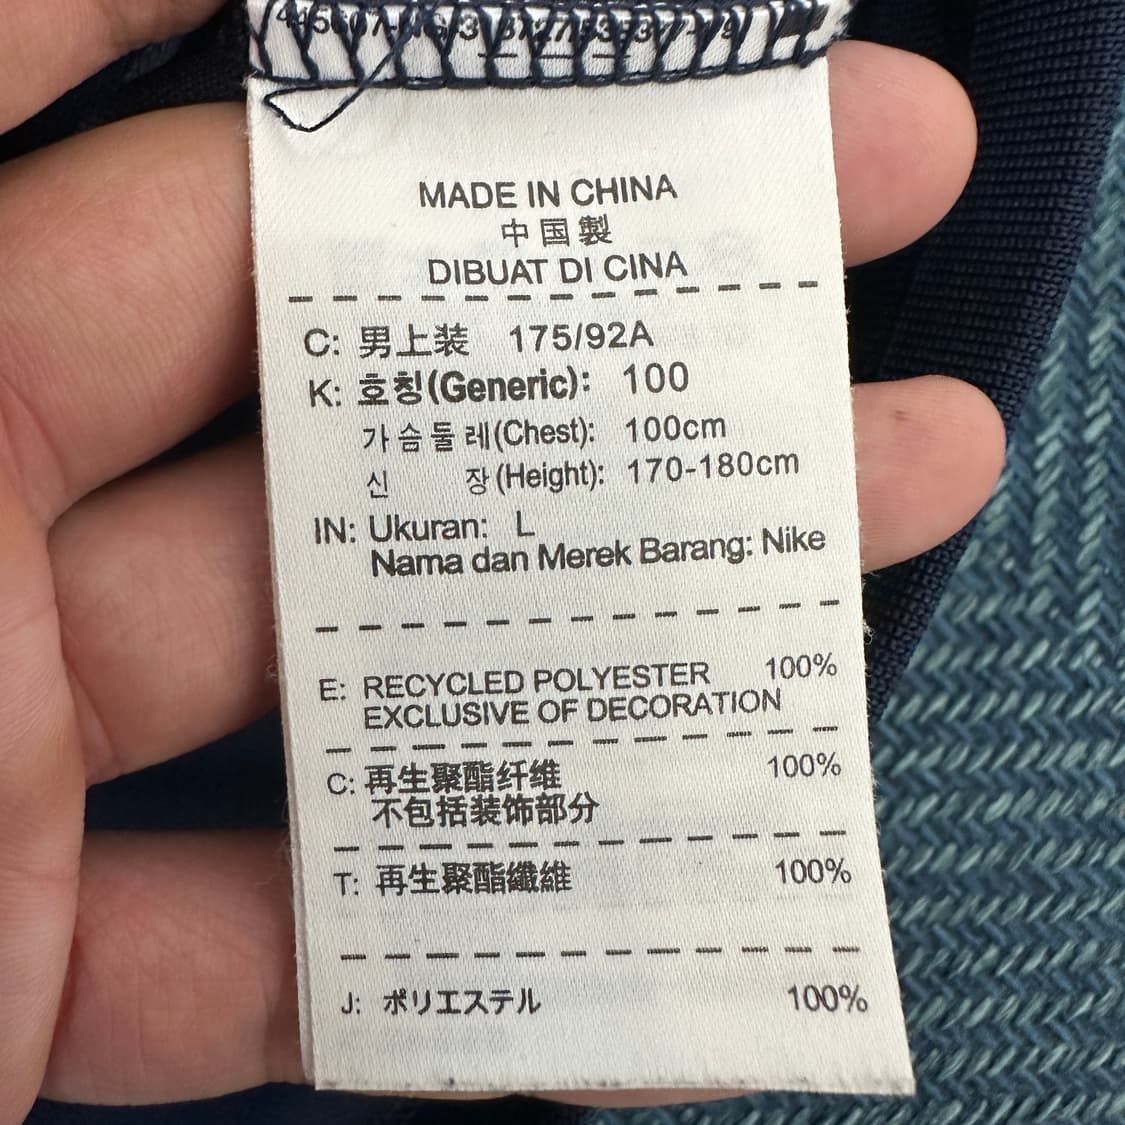 MADE IN CHINA
中国製
DIBUAT DI CINA
C: 男上装 175/92A
K: 호칭(Generic): 100
가슴둘레(Chest): 100cm
신 장(Height): 170-180cm
IN: Ukuran: L
Nama dan Merek Barang: Nike
E: RECYCLED POLYESTER 100%
EXCLUSIVE OF DECORATION
C: 再生聚酯纤维 100%
不包括装饰部分
T: 再生聚酯纖維 100%
J: ポリエステル 100%